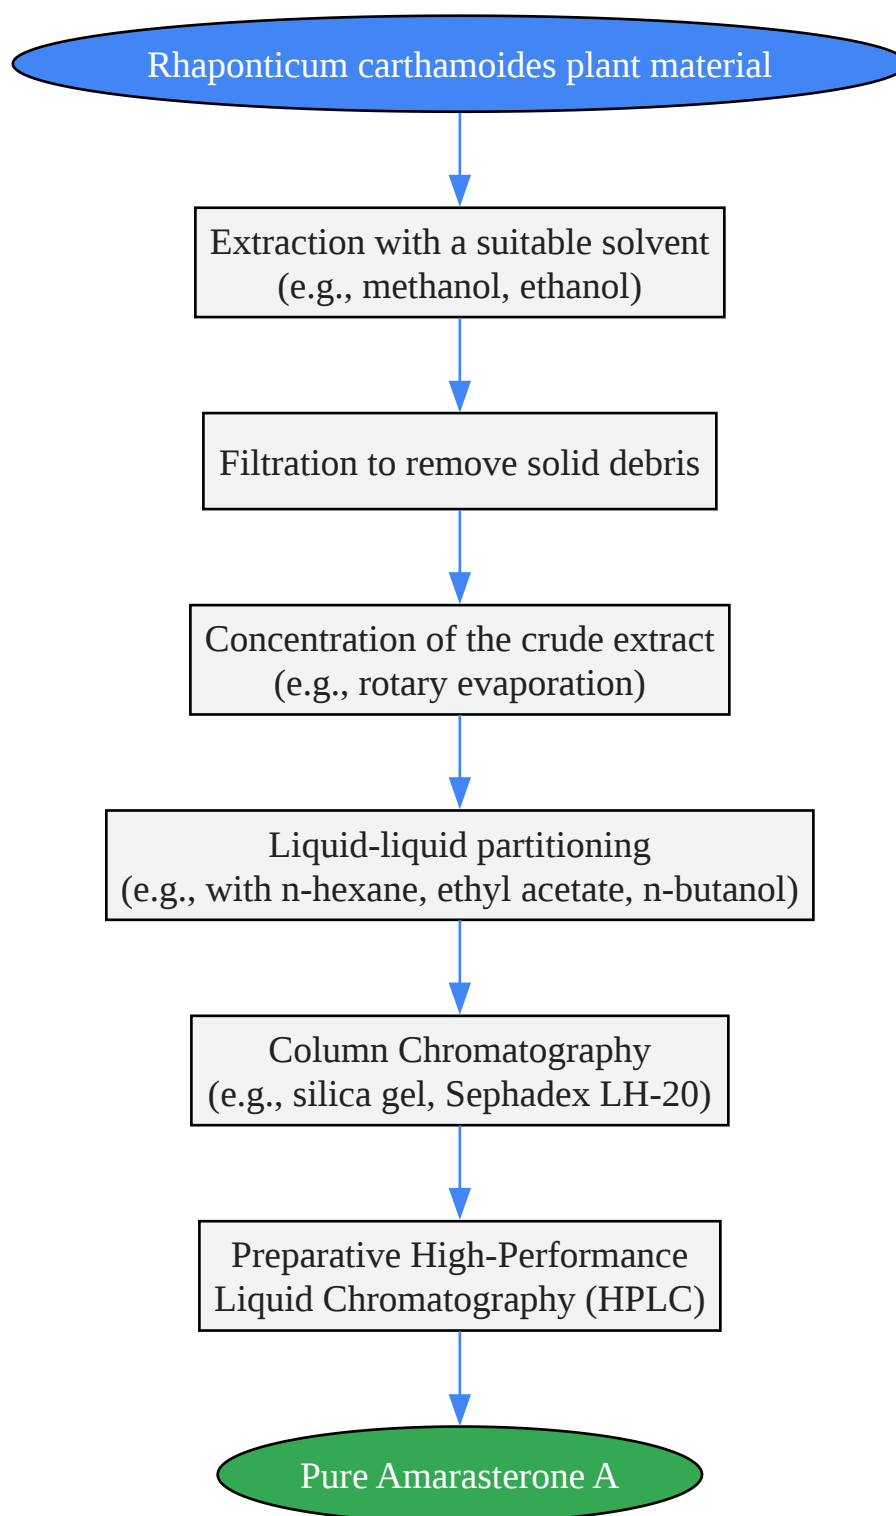 Rhaponticum carthamoides plant material
Extraction with a suitable solvent
(e.g., methanol, ethanol)
Filtration to remove solid debris
Concentration of the crude extract
(e.g., rotary evaporation)
Liquid-liquid partitioning
(e.g., with n-hexane, ethyl acetate, n-butanol)
Column Chromatography
(e.g., silica gel, Sephadex LH-20)
Preparative High-Performance
Liquid Chromatography (HPLC)
Pure Amarasterone A